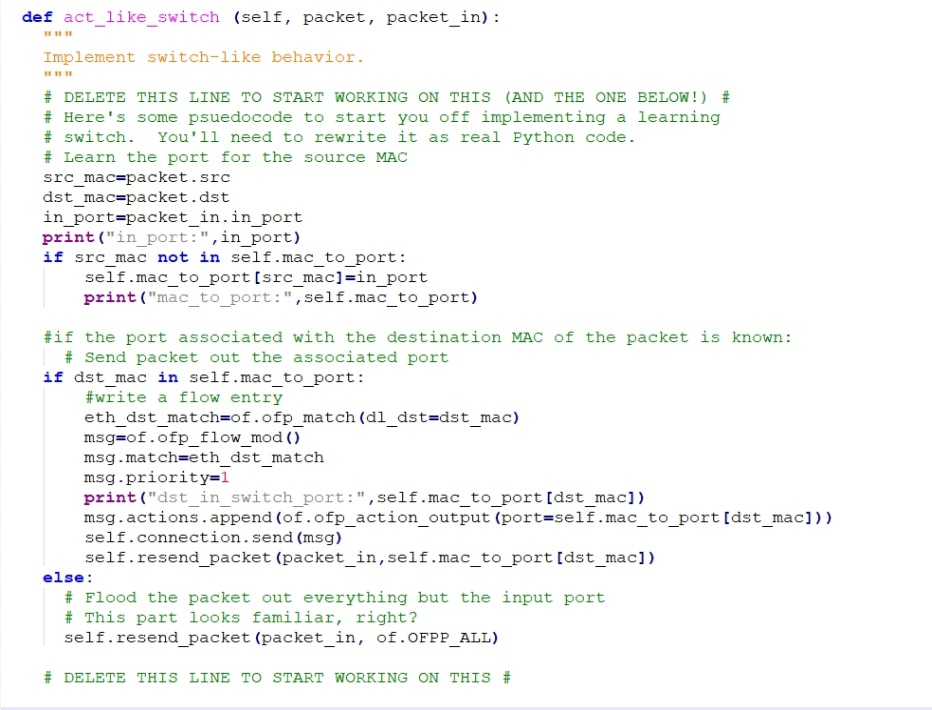 def act_like_switch (self, packet, packet_in):
"""
Implement switch-like behavior.
"""
# DELETE THIS LINE TO START WORKING ON THIS (AND THE ONE BELOW!) #
# Here's some psuedocode to start you off implementing a learning
# switch.  You'll need to rewrite it as real Python code.
# Learn the port for the source MAC
src_mac=packet.src
dst_mac=packet.dst
in_port=packet_in.in_port
print("in_port:",in_port)
if src_mac not in self.mac_to_port:
self.mac_to_port[src_mac]=in_port
print("mac_to_port:",self.mac_to_port)
#if the port associated with the destination MAC of the packet is known:
# Send packet out the associated port
if dst_mac in self.mac_to_port:
#write a flow entry
eth_dst_match=of.ofp_match(dl_dst=dst_mac)
msg=of.ofp_flow_mod()
msg.match=eth_dst_match
msg.priority=1
print("dst_in_switch_port:",self.mac_to_port[dst_mac])
msg.actions.append(of.ofp_action_output(port=self.mac_to_port[dst_mac]))
self.connection.send(msg)
self.resend_packet(packet_in,self.mac_to_port[dst_mac])
else:
# Flood the packet out everything but the input port
# This part looks familiar, right?
self.resend_packet(packet_in, of.OFPP_ALL)
# DELETE THIS LINE TO START WORKING ON THIS #